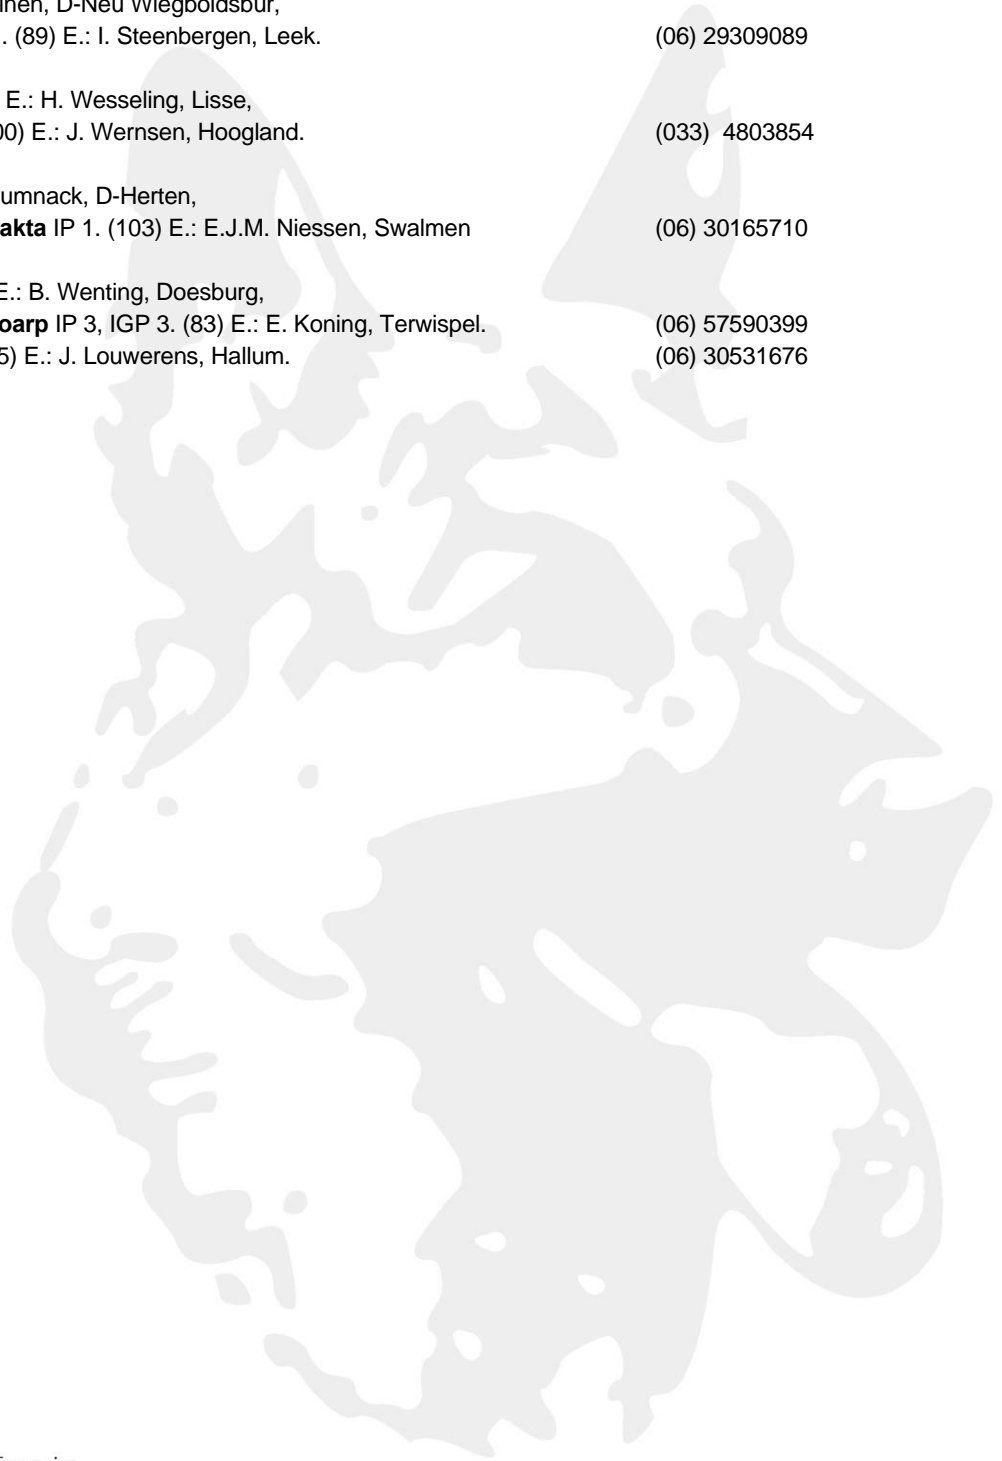 D-Neu Wiegboldsbur,
. (89) E.: I. Steenbergen, Leek. (06) 29309089
E.: H. Wesseling, Lisse,
00) E.: J. Wernsen, Hoogland. (033) 4803854
umnack, D-Herten,
akta IP 1. (103) E.: E.J.M. Niessen, Swalmen (06) 30165710
E.: B. Wenting, Doesburg,
oarp IP 3, IGP 3. (83) E.: E. Koning, Terwispel. (06) 57590399
5) E.: J. Louwerens, Hallum. (06) 30531676